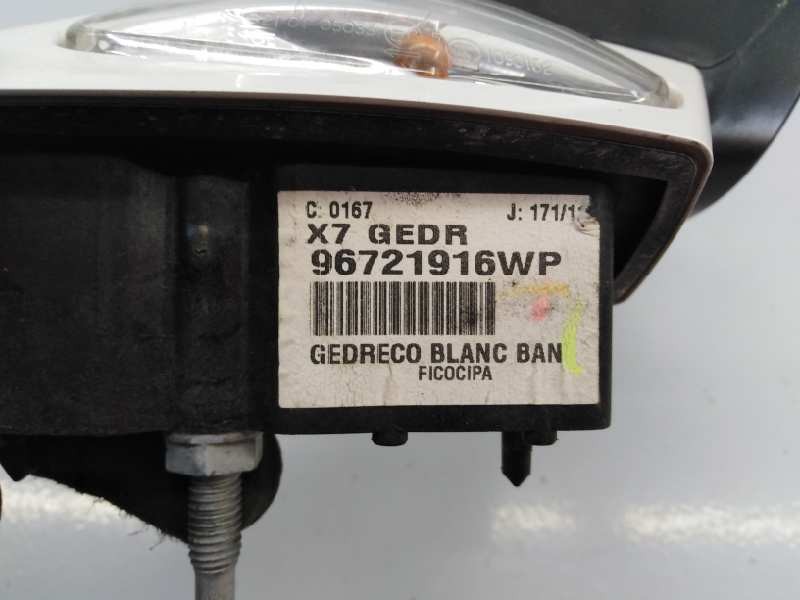 C: 0167 J: 171/1
X7 GEDR
96721916WP
GEDRECO BLANC BAN
FICOCIPA